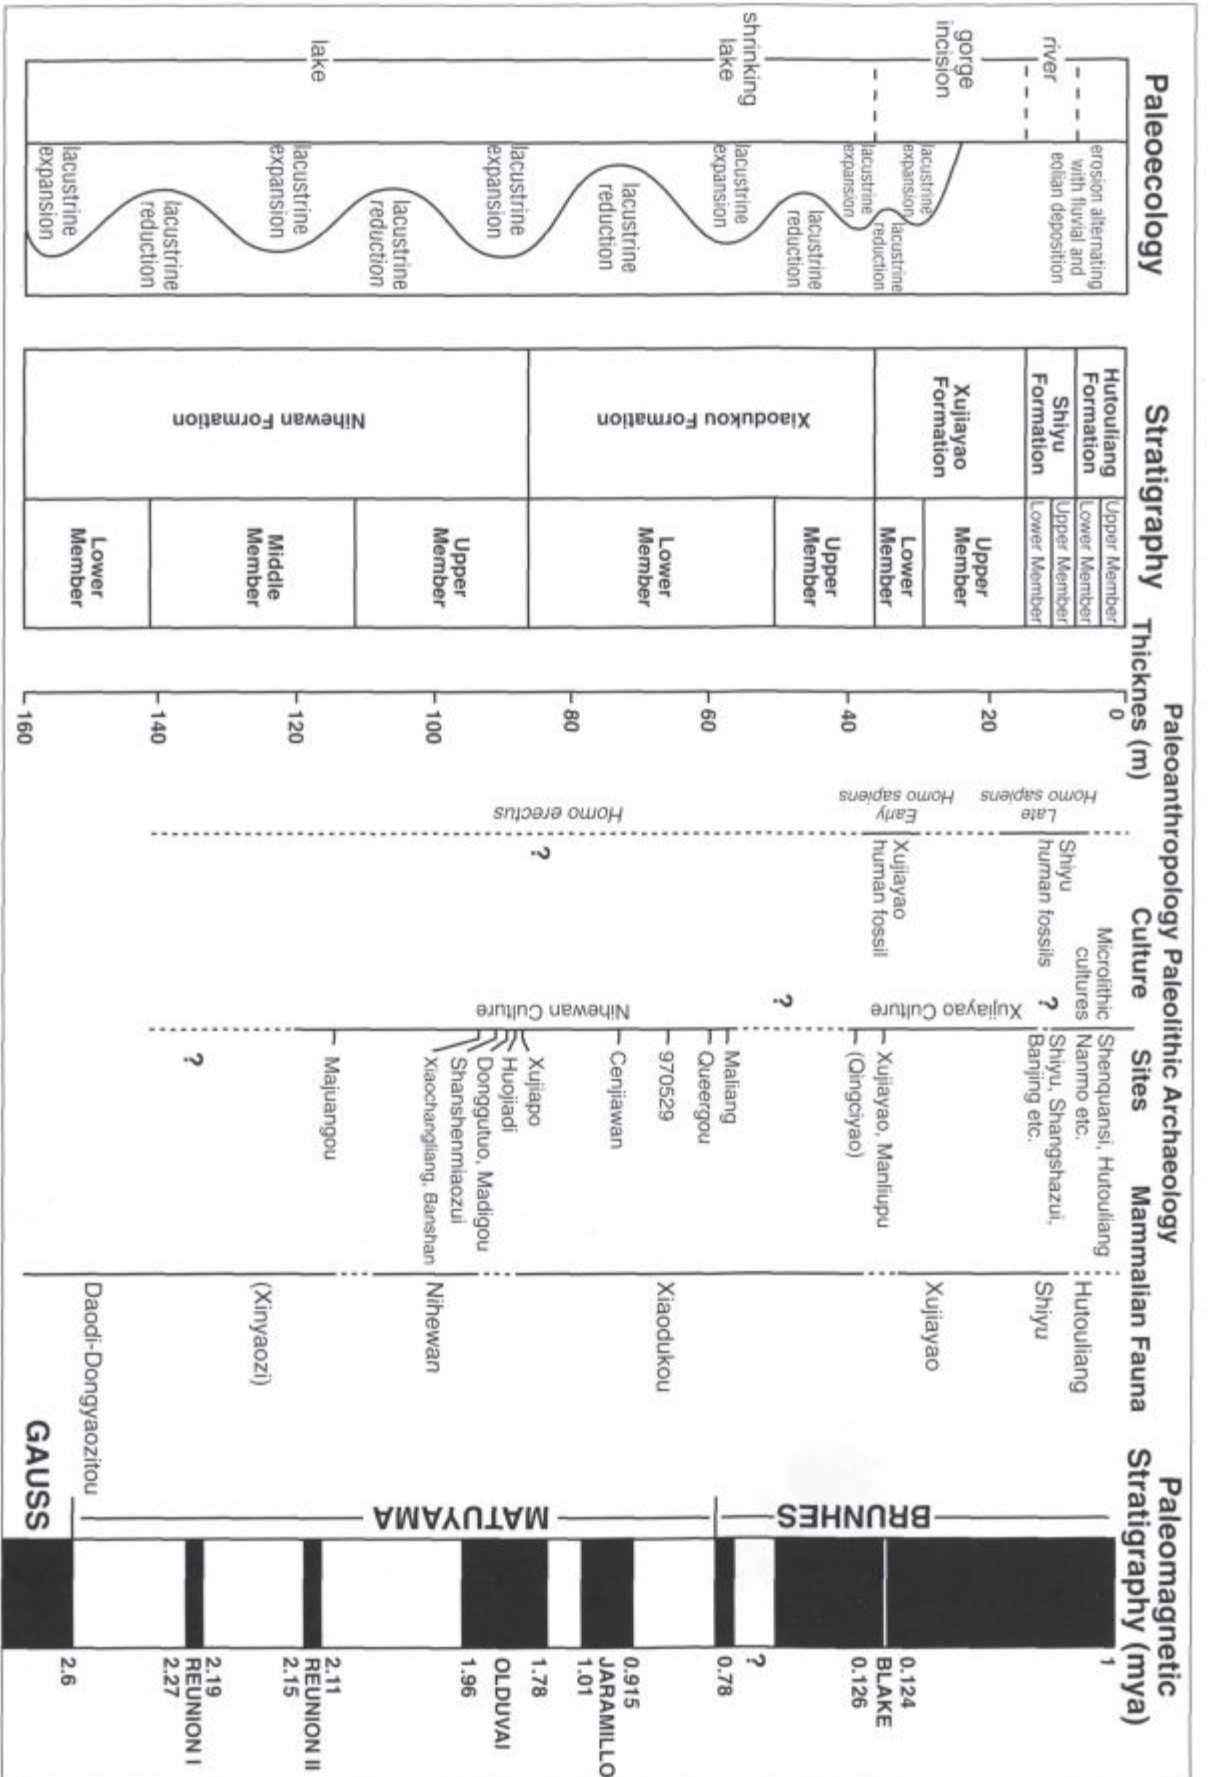 Paleoecology
erosion alternating
with fluvial and
eolian deposition
river
gorge
incision
lacustrine
expansion
lacustrine
reduction
lacustrine
expansion
shrinking
lake
lacustrine
reduction
lacustrine
expansion
lacustrine
reduction
lacustrine
expansion
lacustrine
reduction
lake
lacustrine
expansion
lacustrine
reduction
lacustrine
expansion
Stratigraphy
Hutouliang
Formation
Upper Member
Lower Member
Shiyu
Formation
Upper Member
Lower Member
Xujiayao
Formation
Upper
Member
Lower
Member
Xiaodukou Formation
Upper
Member
Lower
Member
Nihewan Formation
Upper
Member
Middle
Member
Lower
Member
Thicknes (m)
0
20
40
60
80
100
120
140
160
Paleoanthropology Paleolithic Archaeology
Culture
Sites
Late
Homo sapiens
Early
Homo sapiens
Homo erectus
Shiyu
human fossils
Xujiayao
human fossil
?
Microlithic
cultures
?
Xujiayao Culture
?
Nihewan Culture
Shenquansi, Hutouliang
Nanmo etc.
Shiyu, Shangshazui,
Banjing etc.
Xujiayao, Manliupu
(Qingciyao)
Maliang
Queergou
970529
Cenjiawan
Xujiapo
Huojiadi
Donggutuo, Madigou
Shanshenmiaozui
Xiaochangliang, Banshan
Majuangou
?
Mammalian Fauna
Hutouliang
Shiyu
Xujiayao
Xiaodukou
Nihewan
(Xinyaozi)
Daodi-Dongyaozitou
Paleomagnetic
Stratigraphy (mya)
BRUNHES
MATUYAMA
GAUSS
1
0.124
BLAKE
0.126
?
0.78
0.915
JARAMILLO
1.01
1.78
OLDUVAI
1.96
2.11
REUNION II
2.15
2.19
REUNION I
2.27
2.6